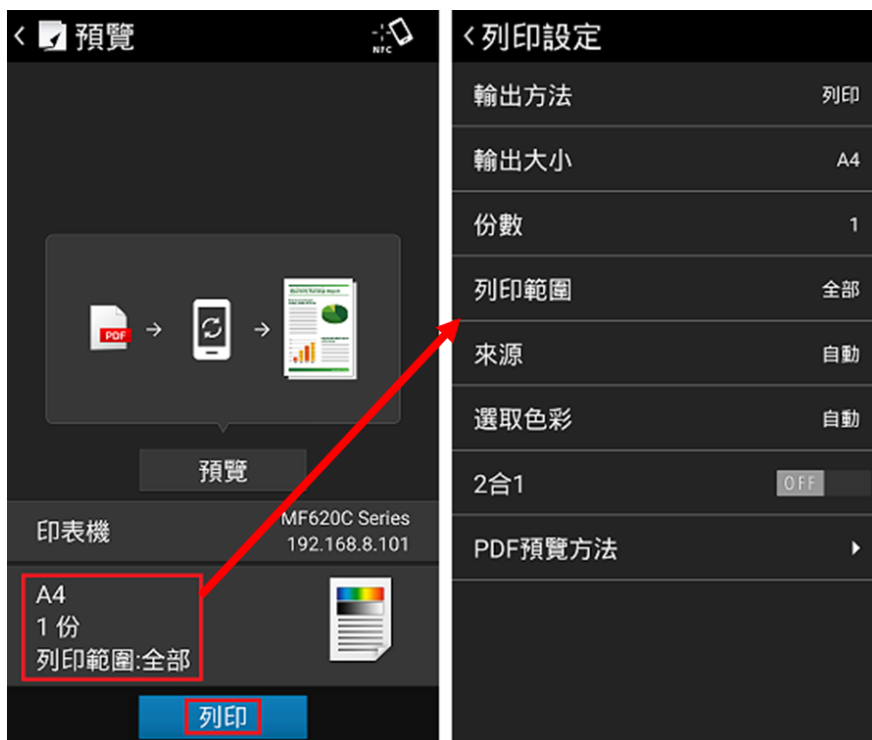 預覽
NFC
PDF
預覽
印表機
MF620C Series
192.168.8.101
A4
1 份
列印範圍:全部
列印
列印設定
輸出方法 列印
輸出大小 A4
份數 1
列印範圍 全部
來源 自動
選取色彩 自動
2合1 OFF
PDF預覽方法